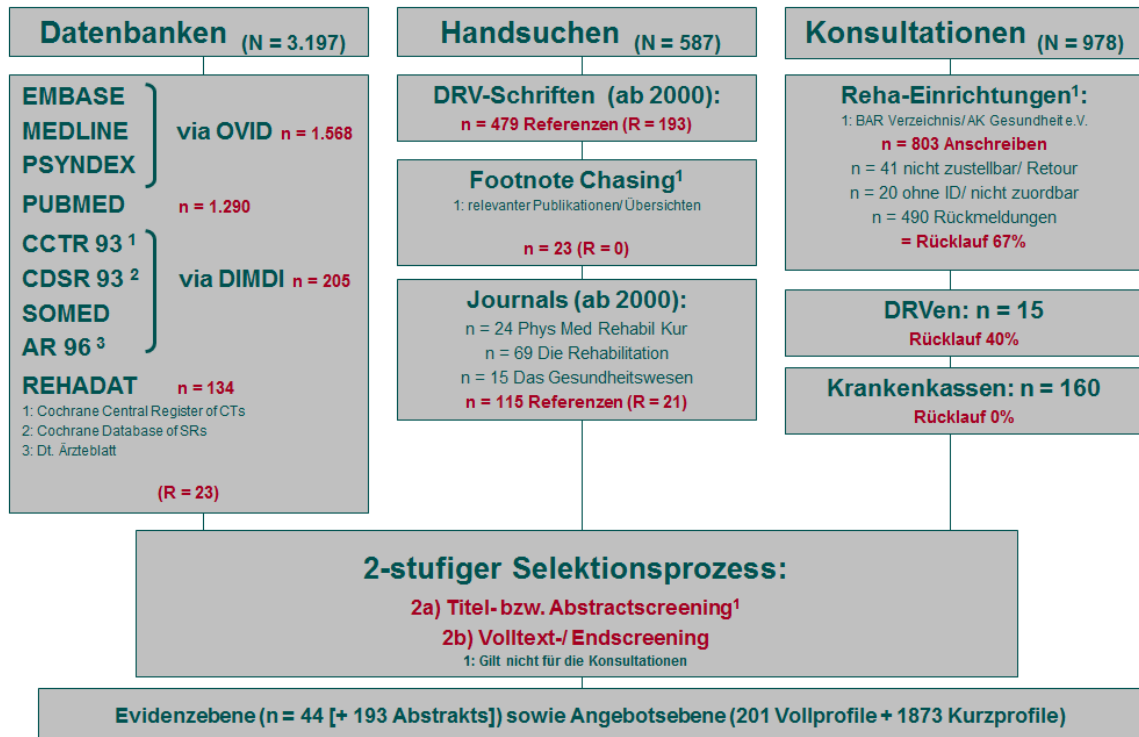 Datenbanken (N = 3.197)
EMBASE
MEDLINE via OVID n = 1.568
PSYNDEX
PUBMED n = 1.290
CCTR 93 1
CDSR 93 2 via DIMDI n = 205
SOMED
AR 96 3
REHADAT n = 134
1: Cochrane Central Register of CTs
2: Cochrane Database of SRs
3: Dt. Ärzteblatt
(R = 23)
Handsuchen (N = 587)
DRV-Schriften (ab 2000):
n = 479 Referenzen (R = 193)
Footnote Chasing1
1: relevanter Publikationen/ Übersichten
n = 23 (R = 0)
Journals (ab 2000):
n = 24 Phys Med Rehabil Kur
n = 69 Die Rehabilitation
n = 15 Das Gesundheitswesen
n = 115 Referenzen (R = 21)
Konsultationen (N = 978)
Reha-Einrichtungen1:
1: BAR Verzeichnis/ AK Gesundheit e.V.
n = 803 Anschreiben
n = 41 nicht zustellbar/ Retour
n = 20 ohne ID/ nicht zuordbar
n = 490 Rückmeldungen
= Rücklauf 67%
DRVen: n = 15
Rücklauf 40%
Krankenkassen: n = 160
Rücklauf 0%
2-stufiger Selektionsprozess:
2a) Titel- bzw. Abstractscreening1
2b) Volltext-/ Endscreening
1: Gilt nicht für die Konsultationen
Evidenzebene (n = 44 [+ 193 Abstrakts]) sowie Angebotsebene (201 Vollprofile + 1873 Kurzprofile)